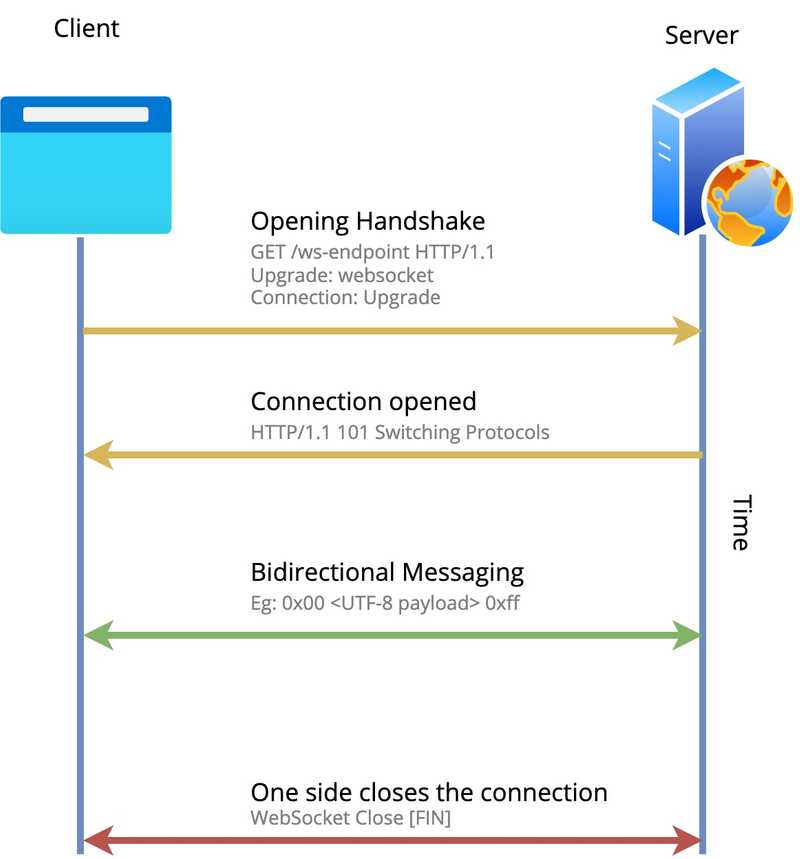 Client
Server
Opening Handshake
GET /ws-endpoint HTTP/1.1
Upgrade: websocket
Connection: Upgrade
Connection opened
HTTP/1.1 101 Switching Protocols
Time
Bidirectional Messaging
Eg: 0x00 <UTF-8 payload> 0xff
One side closes the connection
WebSocket Close [FIN]